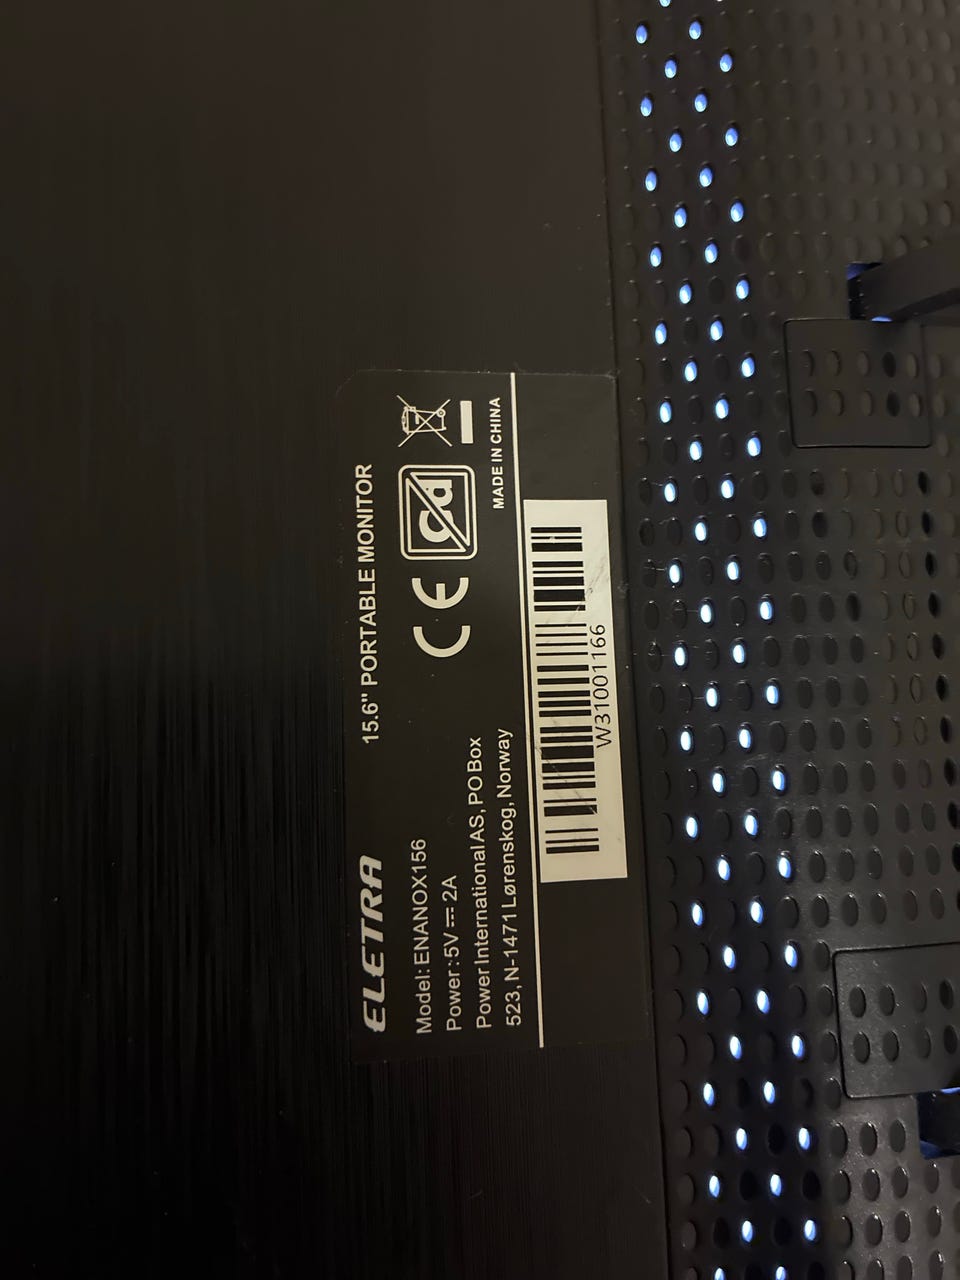 ELETRA
15.6" PORTABLE MONITOR
Model: ENANOX156
Power: 5V ⎓ 2A
Power International AS, PO Box
523, N-1471 Lørenskog, Norway
CE
Cd
MADE IN CHINA
W31001166